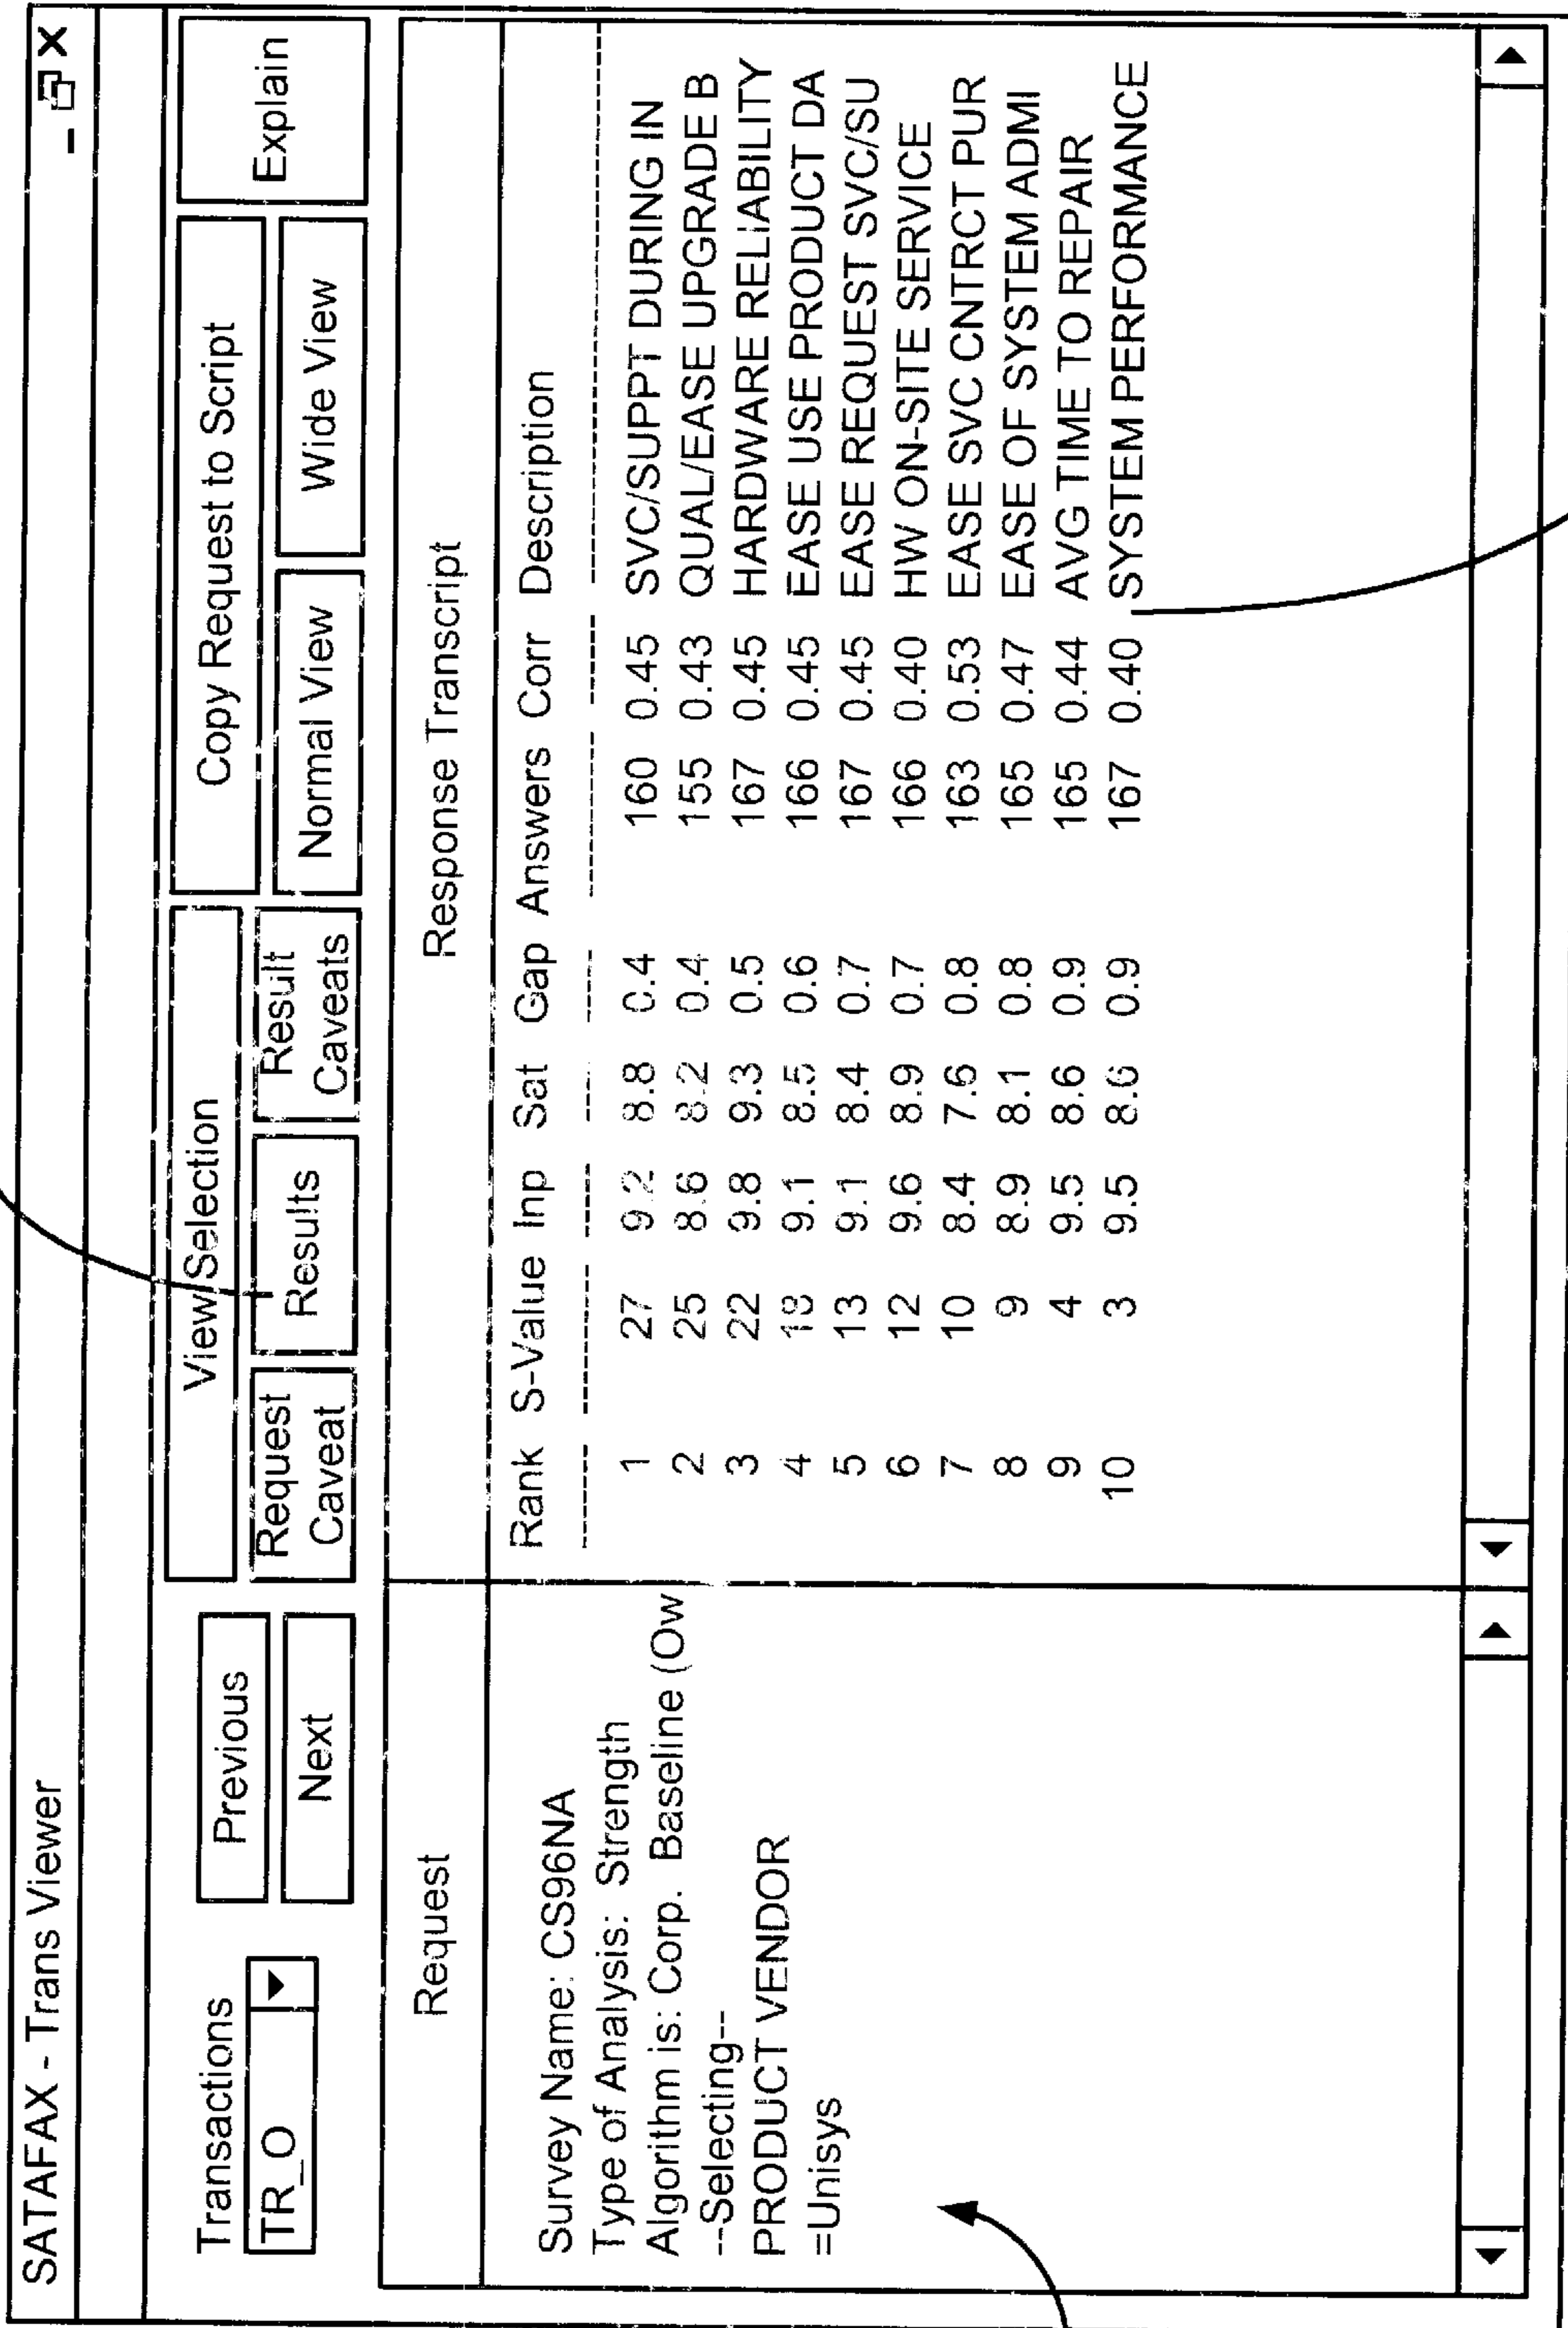 SATAFAX - Trans Viewer
Transactions
TR_O
Previous
Next
View Selection
Request Caveat
Results
Result Caveats
Copy Request to Script
Normal View
Wide View
Explain
Request
Response Transcript
Survey Name: CS96NA
Type of Analysis: Strength
Algorithm is: Corp. Baseline (Ow
--Selecting--
PRODUCT VENDOR
=Unisys
Rank S-Value Inp Sat Gap Answers Corr Description
1 27 9.2 8.8 0.4 160 0.45 SVC/SUPPT DURING IN
2 25 8.6 8.2 0.4 155 0.43 QUAL/EASE UPGRADE B
3 22 9.8 9.3 0.5 167 0.45 HARDWARE RELIABILITY
4 18 9.1 8.5 0.6 166 0.45 EASE USE PRODUCT DA
5 13 9.1 8.4 0.7 167 0.45 EASE REQUEST SVC/SU
6 12 9.6 8.9 0.7 166 0.40 HW ON-SITE SERVICE
7 10 8.4 7.6 0.8 163 0.53 EASE SVC CNTRCT PUR
8 9 8.9 8.1 0.8 165 0.47 EASE OF SYSTEM ADMI
9 4 9.5 8.6 0.9 165 0.44 AVG TIME TO REPAIR
10 3 9.5 8.6 0.9 167 0.40 SYSTEM PERFORMANCE